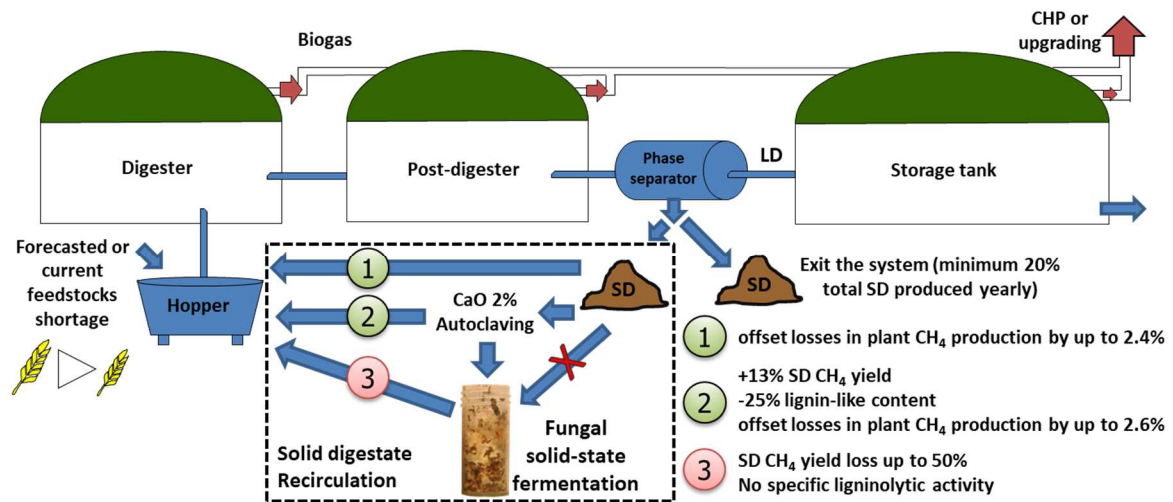 Biogas
CHP or
upgrading
Digester
Post-digester
Phase
separator
LD
Storage tank
Forecasted or
current
feedstocks
shortage
Hopper
1
SD
CaO 2%
Autoclaving
2
3
Solid digestate
Recirculation
Fungal
solid-state
fermentation
SD
Exit the system (minimum 20%
total SD produced yearly)
1
offset losses in plant CH₄ production by up to 2.4%
2
+13% SD CH₄ yield
-25% lignin-like content
offset losses in plant CH₄ production by up to 2.6%
3
SD CH₄ yield loss up to 50%
No specific ligninolytic activity